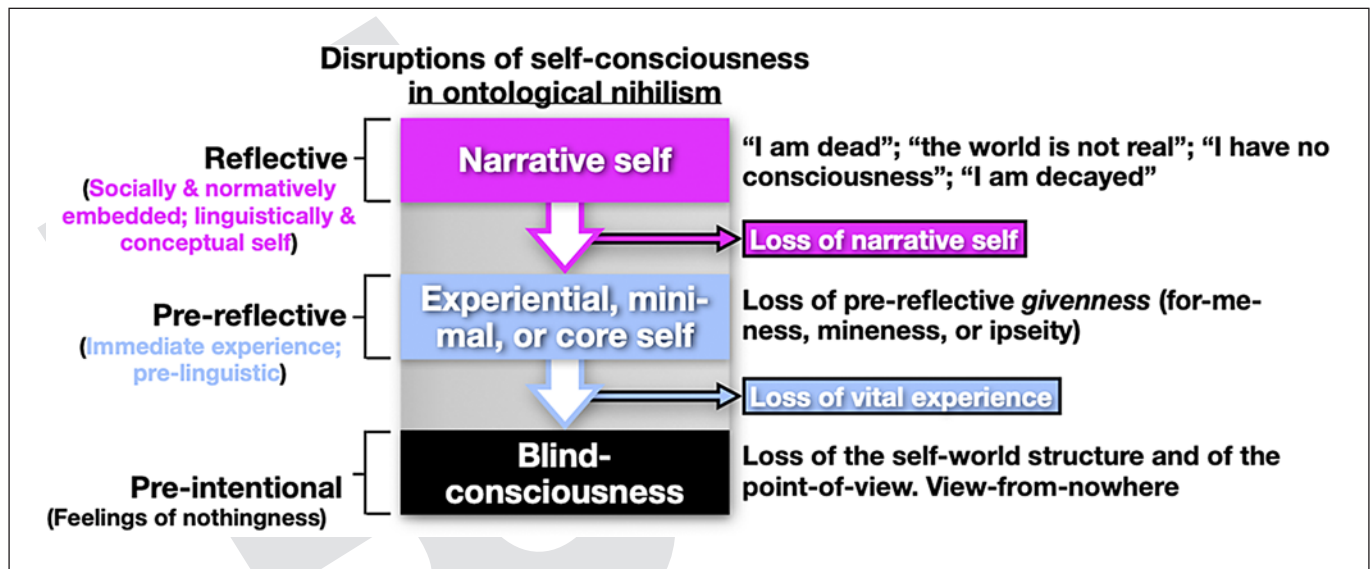 Disruptions of self-consciousness
in ontological nihilism
Reflective
(Socially & normatively
embedded; linguistically &
conceptual self)
Narrative self
“I am dead”; “the world is not real”; “I have no
consciousness”; “I am decayed”
Loss of narrative self
Pre-reflective
(Immediate experience;
pre-linguistic)
Experiential, mini-
mal, or core self
Loss of pre-reflective givenness (for-me-
ness, mineness, or ipseity)
Loss of vital experience
Pre-intentional
(Feelings of nothingness)
Blind-
consciousness
Loss of the self-world structure and of the
point-of-view. View-from-nowhere